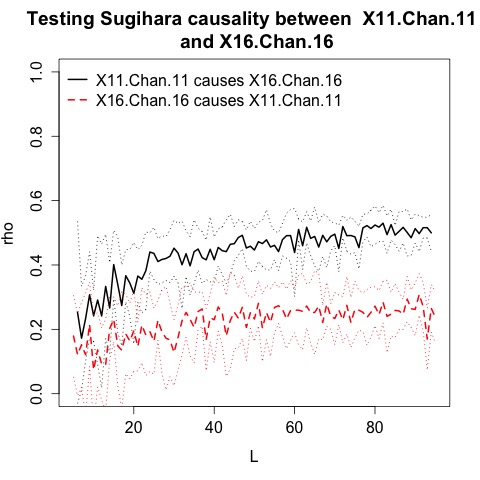 Testing Sugihara causality between X11.Chan.11
and X16.Chan.16
X11.Chan.11 causes X16.Chan.16
X16.Chan.16 causes X11.Chan.11
rho
1.0
0.8
0.6
0.4
0.2
0.0
20 40 60 80
L